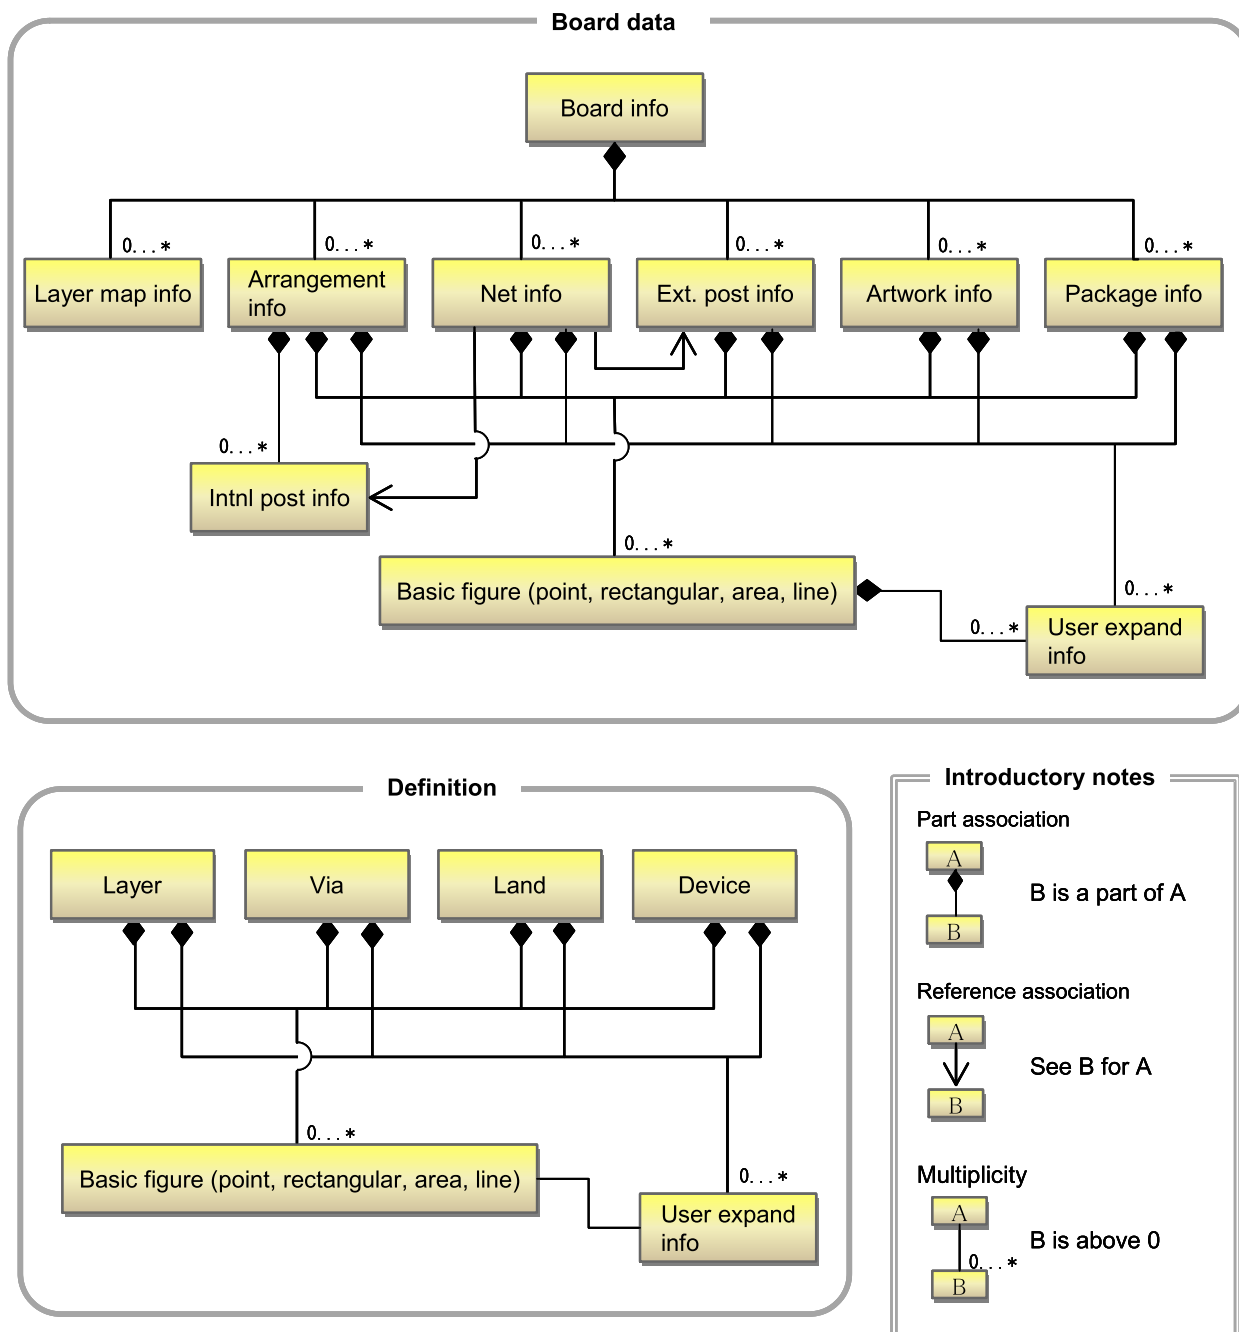 Board data
Board info
0...*
0...*
0...*
0...*
0...*
0...*
Layer map info
Arrangement
info
Net info
Ext. post info
Artwork info
Package info
0...*
Intnl post info
0...*
Basic figure (point, rectangular, area, line)
0...*
0...*
User expand
info
Definition
Layer
Via
Land
Device
0...*
Basic figure (point, rectangular, area, line)
0...*
User expand
info
Introductory notes
Part association
A
B is a part of A
B
Reference association
A
See B for A
B
Multiplicity
A
B is above 0
0...*
B